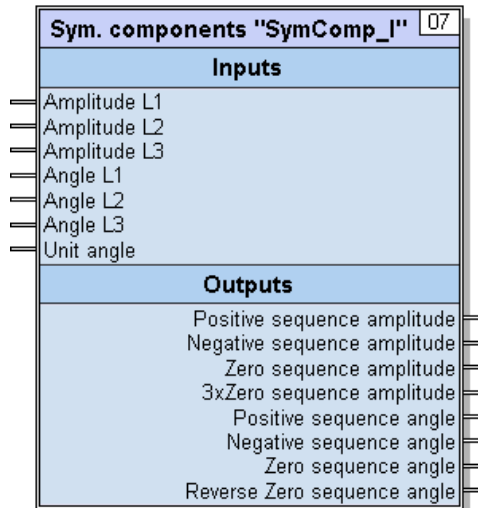 Sym. components "SymComp_I" 07
Inputs
Amplitude L1
Amplitude L2
Amplitude L3
Angle L1
Angle L2
Angle L3
Unit angle
Outputs
Positive sequence amplitude
Negative sequence amplitude
Zero sequence amplitude
3xZero sequence amplitude
Positive sequence angle
Negative sequence angle
Zero sequence angle
Reverse Zero sequence angle